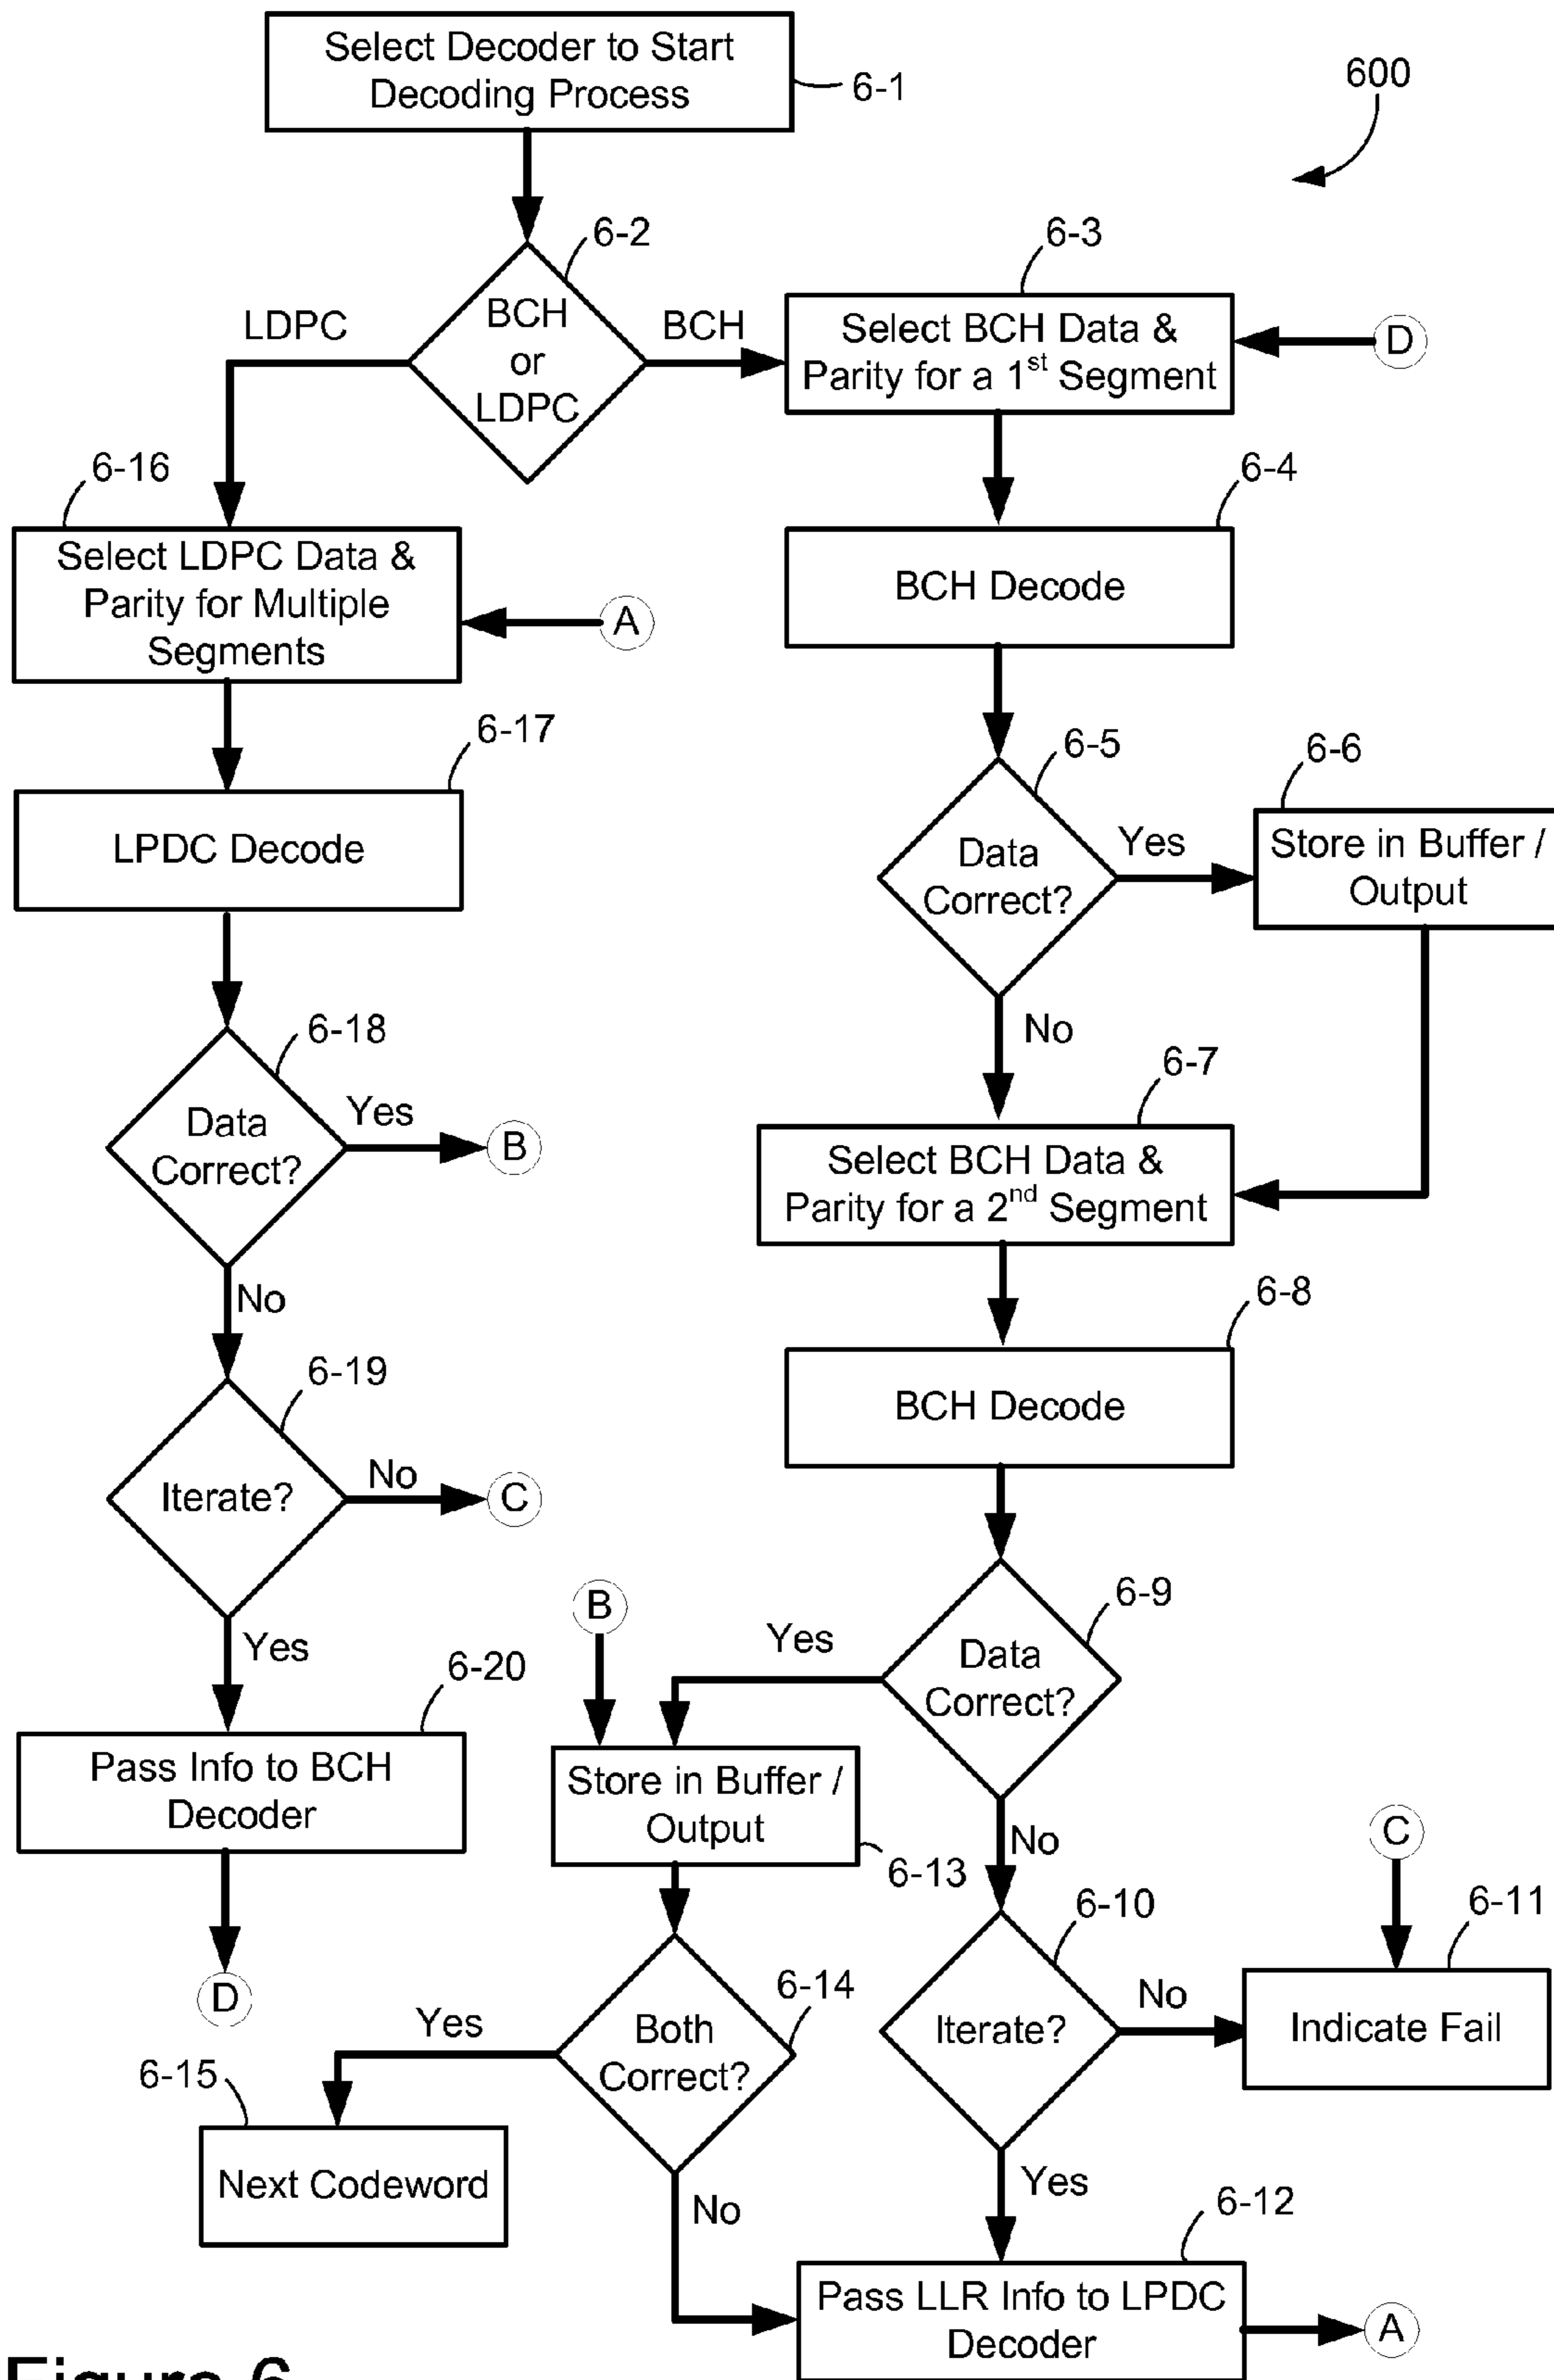 Select Decoder to Start
Decoding Process
6-1
600
6-2
BCH
or
LDPC
LDPC
BCH
6-3
Select BCH Data &
Parity for a 1st Segment
D
6-16
Select LDPC Data &
Parity for Multiple
Segments
A
6-4
BCH Decode
6-17
LPDC Decode
6-5
Data
Correct?
Yes
No
6-6
Store in Buffer /
Output
6-18
Data
Correct?
Yes
B
No
6-7
Select BCH Data &
Parity for a 2nd Segment
6-8
BCH Decode
6-19
Iterate?
No
C
Yes
6-9
Data
Correct?
Yes
No
B
6-20
Pass Info to BCH
Decoder
D
Store in Buffer /
Output
6-13
6-10
Iterate?
No
Yes
C
6-11
Indicate Fail
6-14
Both
Correct?
Yes
No
6-15
Next Codeword
6-12
Pass LLR Info to LPDC
Decoder
A
Figure 6